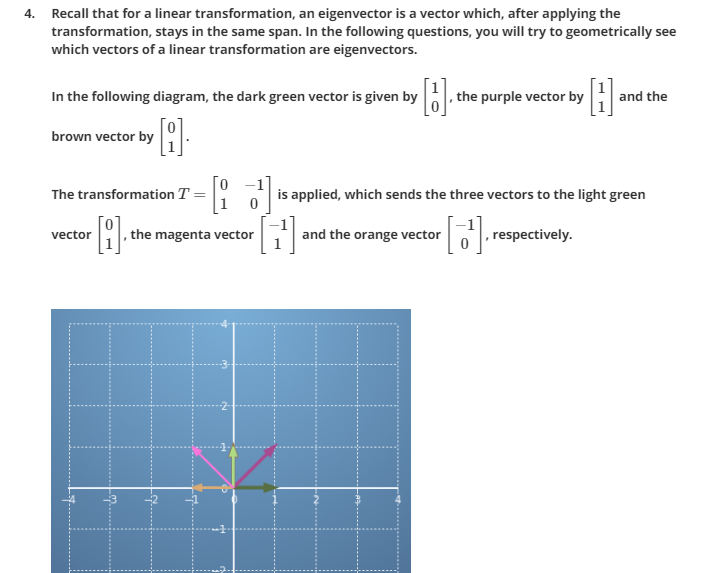 4. Recall that for a linear transformation, an eigenvector is a vector which, after applying the
transformation, stays in the same span. In the following questions, you will try to geometrically see
which vectors of a linear transformation are eigenvectors.
In the following diagram, the dark green vector is given by [1 0], the purple vector by [1 1] and the
brown vector by [0 1].
The transformation T = [0 −1 1 0] is applied, which sends the three vectors to the light green
vector [0 1], the magenta vector [−1 1] and the orange vector [−1 0], respectively.
4
3
2
1
0
−4 −3 −2 −1 0 1 2 3 4
−1
−2